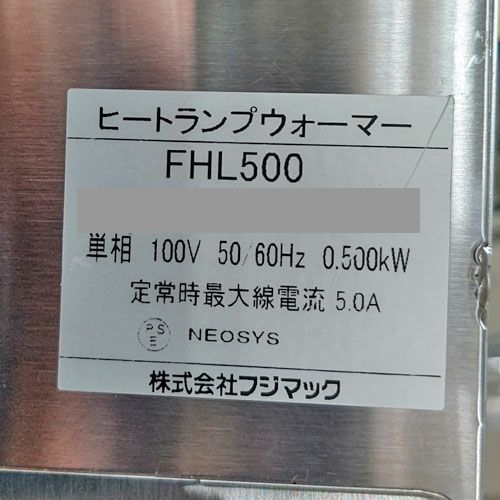 ヒートランプウォーマー
FHL500
単相 100V 50/60Hz 0.500kW
定常時最大線電流 5.0A
PSE NEOSYS
株式会社フジマック